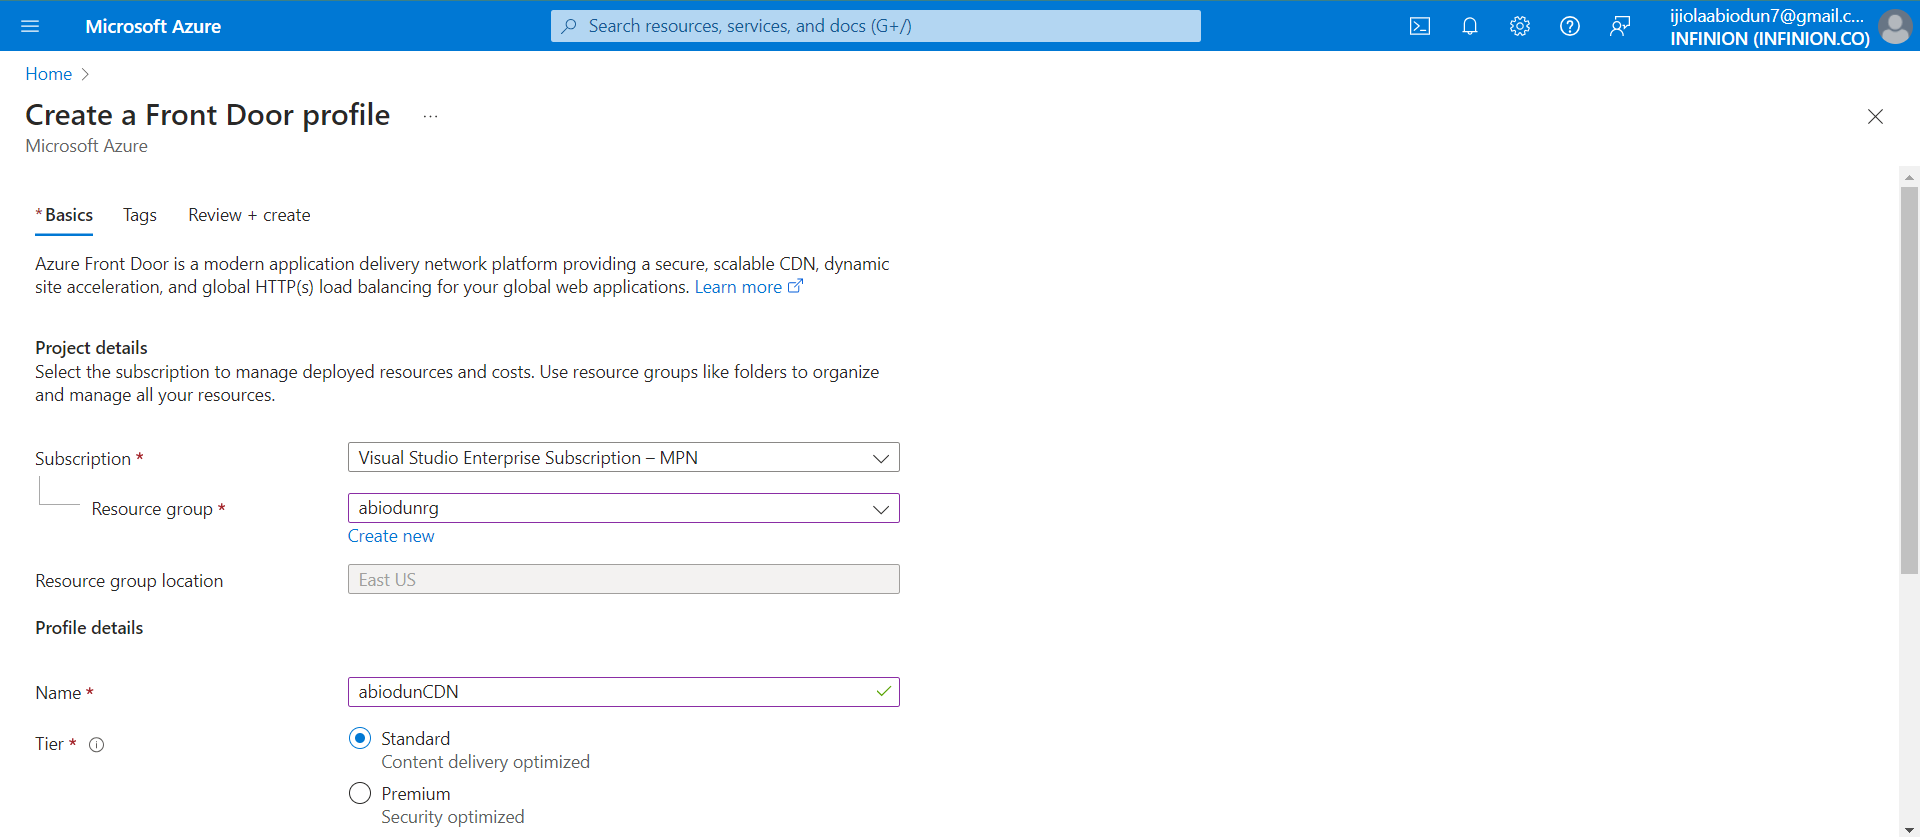 Microsoft Azure
Search resources, services, and docs (G+/)
ijiolaabiodun7@gmail.c...
INFINION (INFINION.CO)
Home
Create a Front Door profile
...
Microsoft Azure
* Basics
Tags
Review + create
Azure Front Door is a modern application delivery network platform providing a secure, scalable CDN, dynamic
site acceleration, and global HTTP(s) load balancing for your global web applications. Learn more
Project details
Select the subscription to manage deployed resources and costs. Use resource groups like folders to organize
and manage all your resources.
Subscription *
Visual Studio Enterprise Subscription – MPN
Resource group *
abiodunrg
Create new
Resource group location
East US
Profile details
Name *
abiodunCDN
Tier *
Standard
Content delivery optimized
Premium
Security optimized